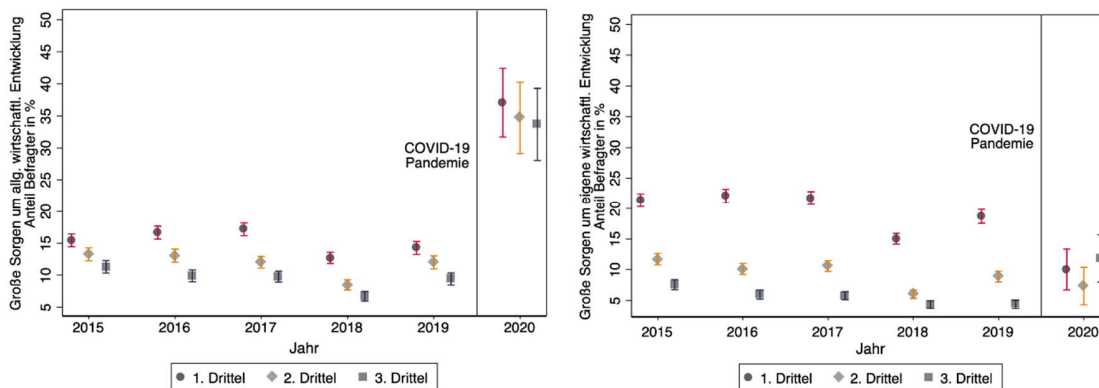 Große Sorgen um allg. wirtschaftl. Entwicklung
Anteil Befragter in %
50
45
40
35
30
25
20
15
10
5
COVID-19
Pandemie
2015 2016 2017 2018 2019 2020
Jahr
1. Drittel 2. Drittel 3. Drittel
Große Sorgen um eigene wirtschaftl. Entwicklung
Anteil Befragter in %
50
45
40
35
30
25
20
15
10
5
COVID-19
Pandemie
2015 2016 2017 2018 2019 2020
Jahr
1. Drittel 2. Drittel 3. Drittel